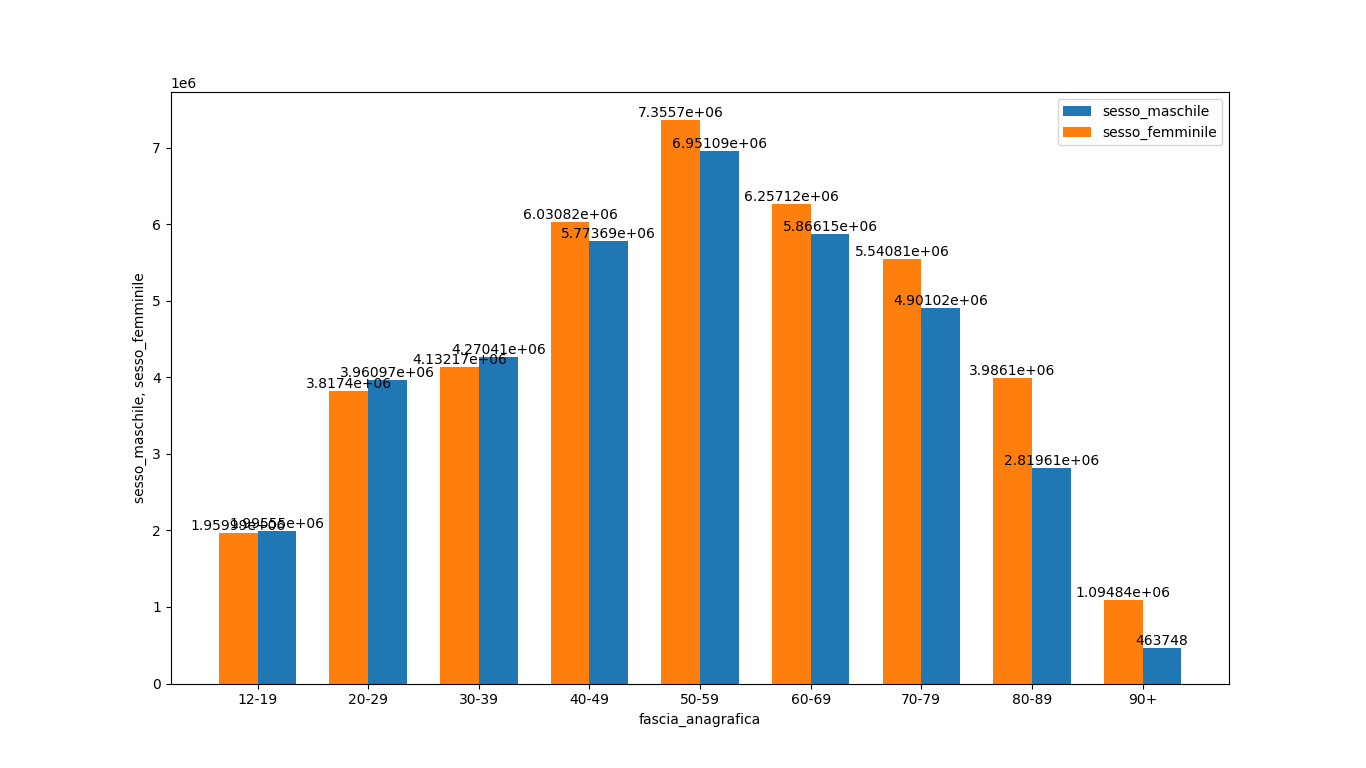 1e6
sesso_maschile
sesso_femminile
7.3557e+06
6.95109e+06
7
6.25712e+06
6.03082e+06
5.86615e+06
5.77369e+06
6
5.54081e+06
5
4.90102e+06
4.27041e+06
4.13217e+06
3.96097e+06
3.8174e+06
3.9861e+06
4
sesso_maschile, sesso_femminile
3
2.81961e+06
1.99555e+06
2
1.09484e+06
1
463748
0
12-19 20-29 30-39 40-49 50-59 60-69 70-79 80-89 90+
fascia_anagrafica